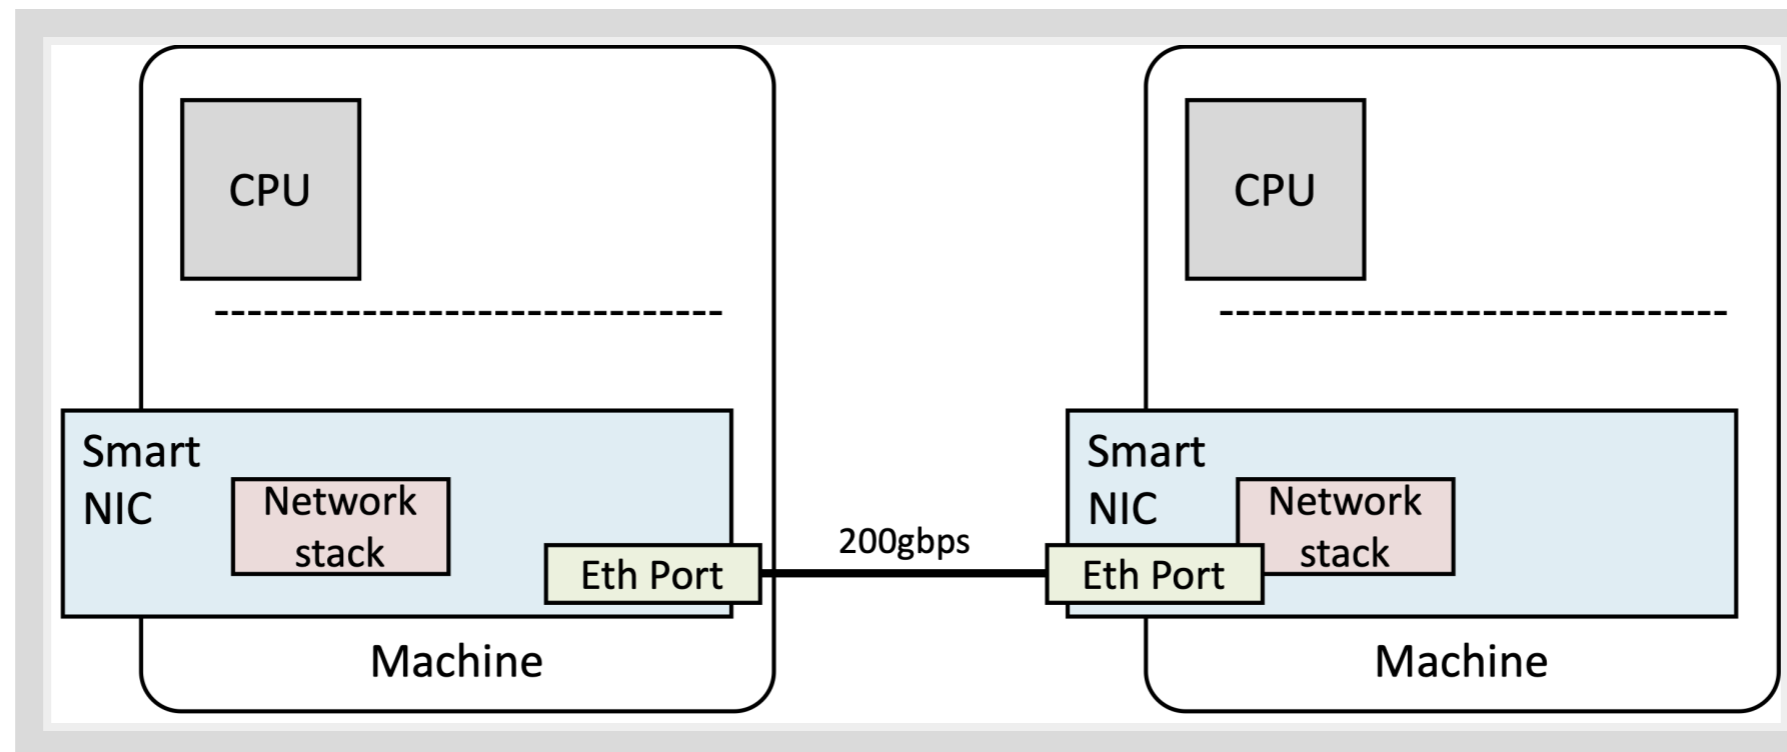 CPU
Smart
NIC
Network
stack
Eth Port
Machine
200gbps
CPU
Smart
NIC
Network
stack
Eth Port
Machine